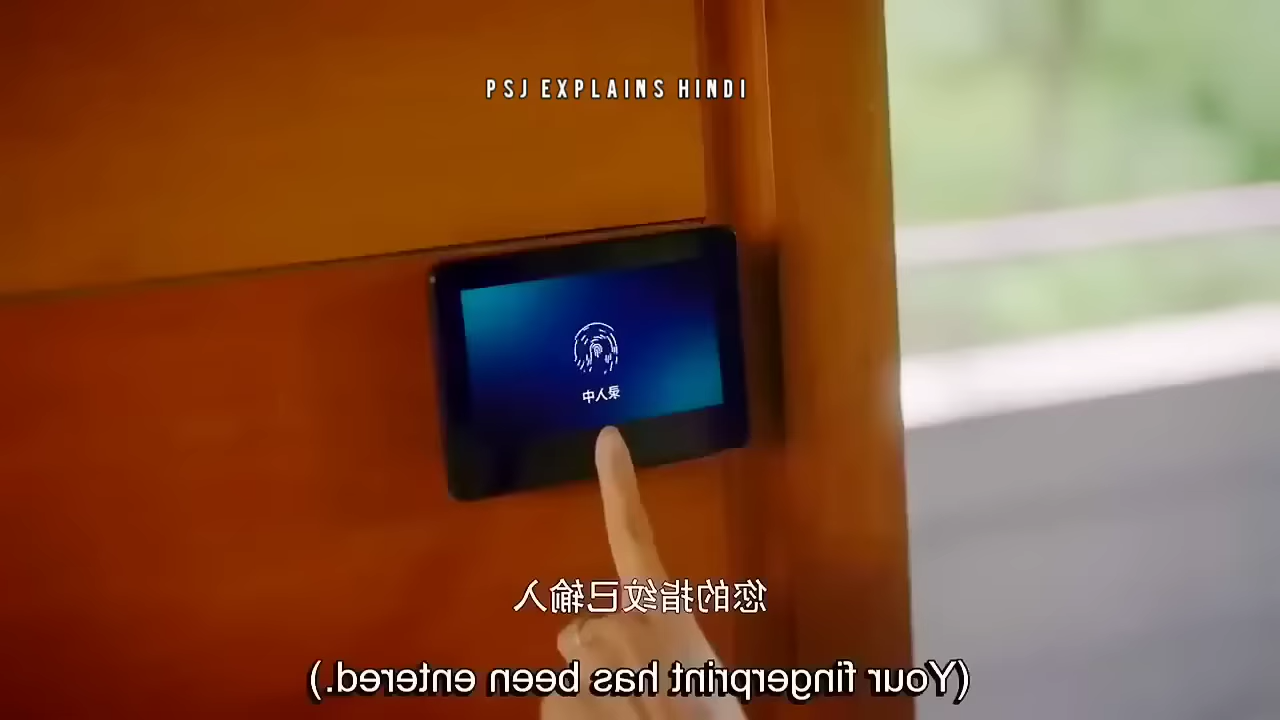 PSJ EXPLAINS HINDI
录入中
您的指纹已输入
(Your fingerprint has been entered.)